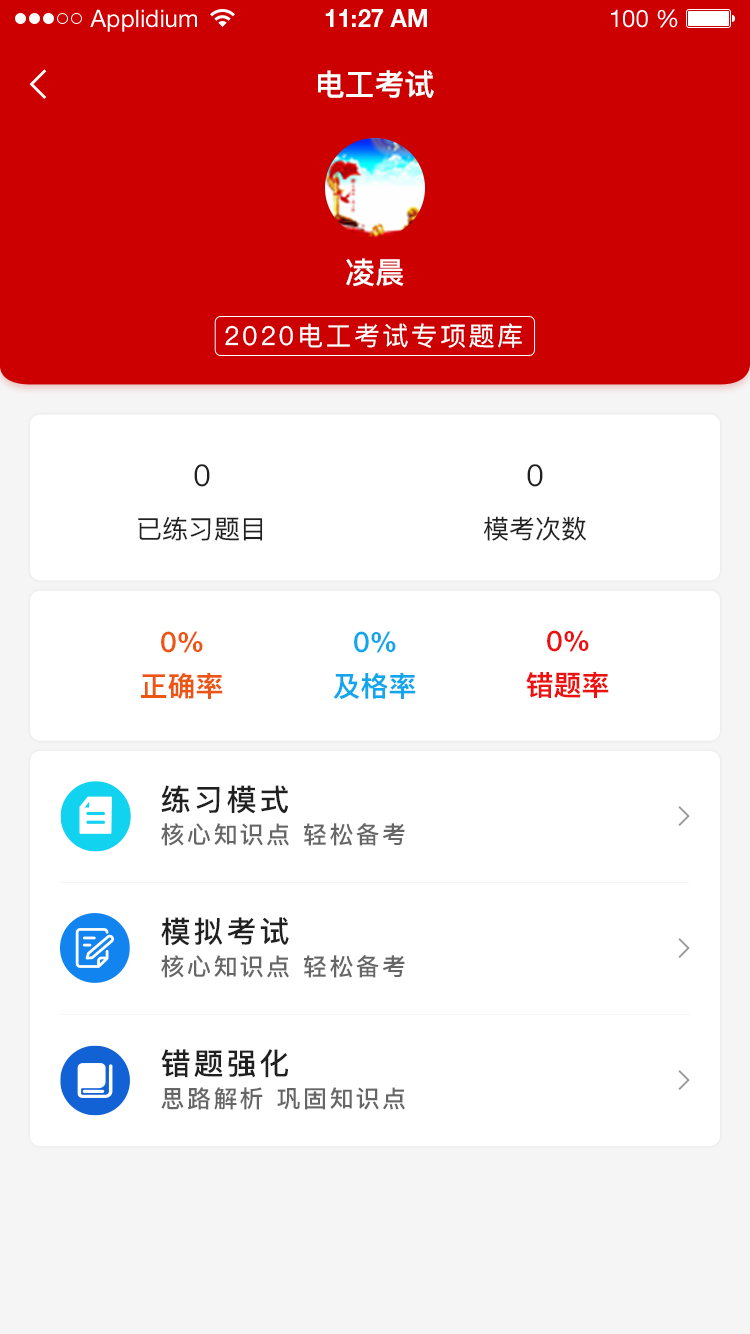 Applidium 11:27 AM 100 %
电工考试
凌晨
2020电工考试专项题库
0 0
已练习题目 模考次数
0% 0% 0%
正确率 及格率 错题率
练习模式
核心知识点 轻松备考
模拟考试
核心知识点 轻松备考
错题强化
思路解析 巩固知识点